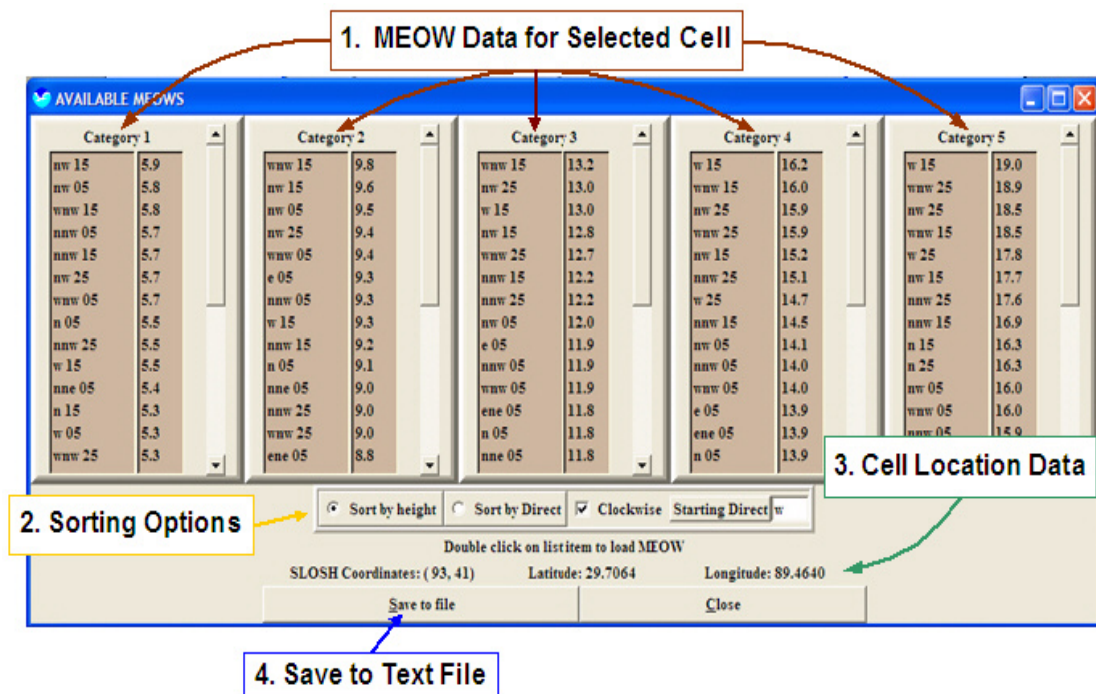 1. MEOW Data for Selected Cell
AVAILABLE MEOWS
Category 1
nw 15 5.9
nw 05 5.8
wnw 15 5.8
nnw 05 5.7
nnw 15 5.7
nw 25 5.7
wnw 05 5.7
n 05 5.5
nnw 25 5.5
w 15 5.5
nne 05 5.4
n 15 5.3
w 05 5.3
wnw 25 5.3
Category 2
wnw 15 9.8
nw 15 9.6
nw 05 9.5
nw 25 9.4
wnw 05 9.4
e 05 9.3
nnw 05 9.3
w 15 9.3
nnw 15 9.2
n 05 9.1
nne 05 9.0
nnw 25 9.0
wnw 25 9.0
ene 05 8.8
Category 3
wnw 15 13.2
nw 25 13.0
w 15 13.0
nw 15 12.8
wnw 25 12.7
nnw 15 12.2
nnw 25 12.2
nw 05 12.0
e 05 11.9
nnw 05 11.9
wnw 05 11.9
ene 05 11.8
n 05 11.8
nne 05 11.8
Category 4
w 15 16.2
wnw 15 16.0
nw 25 15.9
wnw 25 15.9
nw 15 15.2
nnw 25 15.1
w 25 14.7
nnw 15 14.5
nw 05 14.1
nnw 05 14.0
wnw 05 14.0
e 05 13.9
ene 05 13.9
n 05 13.9
Category 5
w 15 19.0
wnw 25 18.9
nw 25 18.5
wnw 15 18.5
w 25 17.8
nw 15 17.7
nnw 25 17.6
nnw 15 16.9
n 15 16.3
n 25 16.3
nw 05 16.0
wnw 05 16.0
nnw 05 15.9
3. Cell Location Data
2. Sorting Options
Sort by height Sort by Direct Clockwise Starting Direct w
Double click on list item to load MEOW
SLOSH Coordinates: ( 93, 41) Latitude: 29.7064 Longitude: 89.4640
Save to file Close
4. Save to Text File